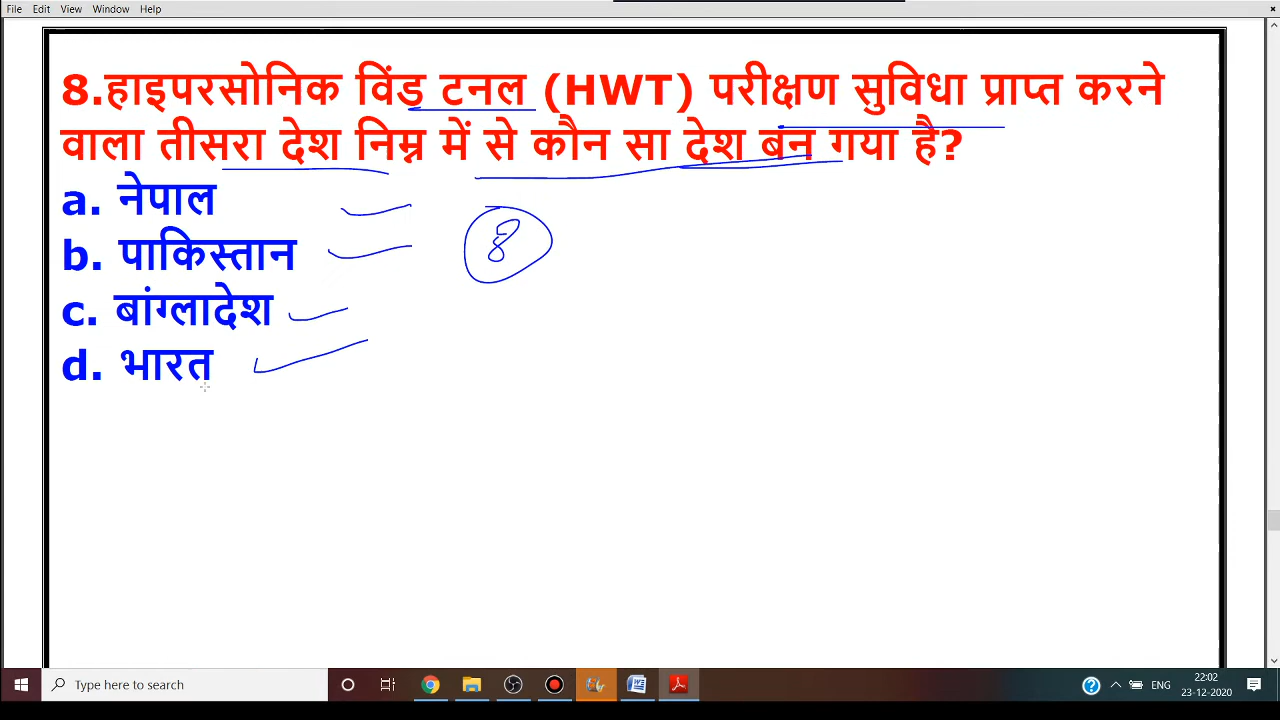 File Edit View Window Help
8.हाइपरसोनिक विंड टनल (HWT) परीक्षण सुविधा प्राप्त करने
वाला तीसरा देश निम्न में से कौन सा देश बन गया है?
a. नेपाल
8
b. पाकिस्तान
c. बांग्लादेश
d. भारत
Type here to search
ENG
22:02
23-12-2020